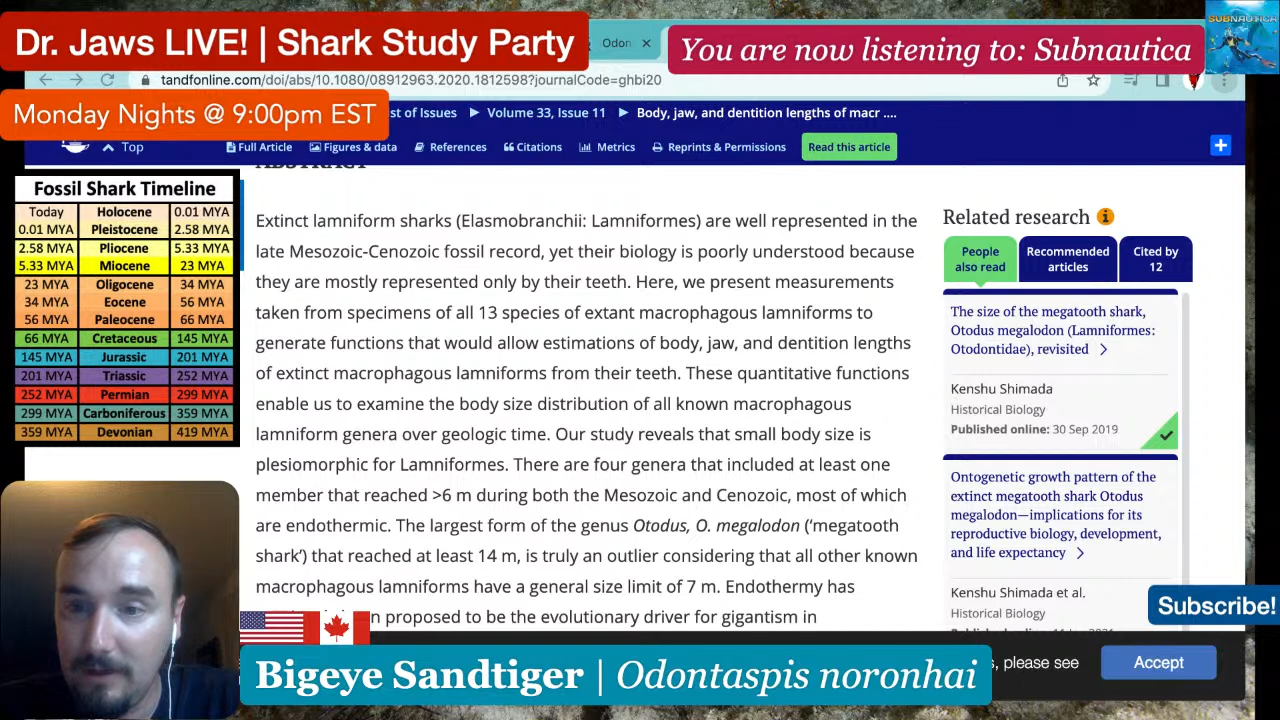 Dr. Jaws LIVE! | Shark Study Party
Odon
You are now listening to: Subnautica
SUBNAUTICA
tandfonline.com/doi/abs/10.1080/08912963.2020.1812598?journalCode=ghbi20
Monday Nights @ 9:00pm EST
st of Issues
Volume 33, Issue 11
Body, jaw, and dentition lengths of macr ....
Top
Full Article
Figures & data
References
Citations
Metrics
Reprints & Permissions
Read this article
ABSTRACT
Fossil Shark Timeline
Today Holocene 0.01 MYA
0.01 MYA Pleistocene 2.58 MYA
2.58 MYA Pliocene 5.33 MYA
5.33 MYA Miocene 23 MYA
23 MYA Oligocene 34 MYA
34 MYA Eocene 56 MYA
56 MYA Paleocene 66 MYA
66 MYA Cretaceous 145 MYA
145 MYA Jurassic 201 MYA
201 MYA Triassic 252 MYA
252 MYA Permian 299 MYA
299 MYA Carboniferous 359 MYA
359 MYA Devonian 419 MYA
Extinct lamniform sharks (Elasmobranchii: Lamniformes) are well represented in the
late Mesozoic-Cenozoic fossil record, yet their biology is poorly understood because
they are mostly represented only by their teeth. Here, we present measurements
taken from specimens of all 13 species of extant macrophagous lamniforms to
generate functions that would allow estimations of body, jaw, and dentition lengths
of extinct macrophagous lamniforms from their teeth. These quantitative functions
enable us to examine the body size distribution of all known macrophagous
lamniform genera over geologic time. Our study reveals that small body size is
plesiomorphic for Lamniformes. There are four genera that included at least one
member that reached >6 m during both the Mesozoic and Cenozoic, most of which
are endothermic. The largest form of the genus Otodus, O. megalodon (‘megatooth
shark’) that reached at least 14 m, is truly an outlier considering that all other known
macrophagous lamniforms have a general size limit of 7 m. Endothermy has
n proposed to be the evolutionary driver for gigantism in
Related research
People
also read
Recommended
articles
Cited by
12
The size of the megatooth shark,
Otodus megalodon (Lamniformes:
Otodontidae), revisited
Kenshu Shimada
Historical Biology
Published online: 30 Sep 2019
Ontogenetic growth pattern of the
extinct megatooth shark Otodus
megalodon—implications for its
reproductive biology, development,
and life expectancy
Kenshu Shimada et al.
Historical Biology
Subscribe!
s, please see
Accept
Bigeye Sandtiger | Odontaspis noronhai